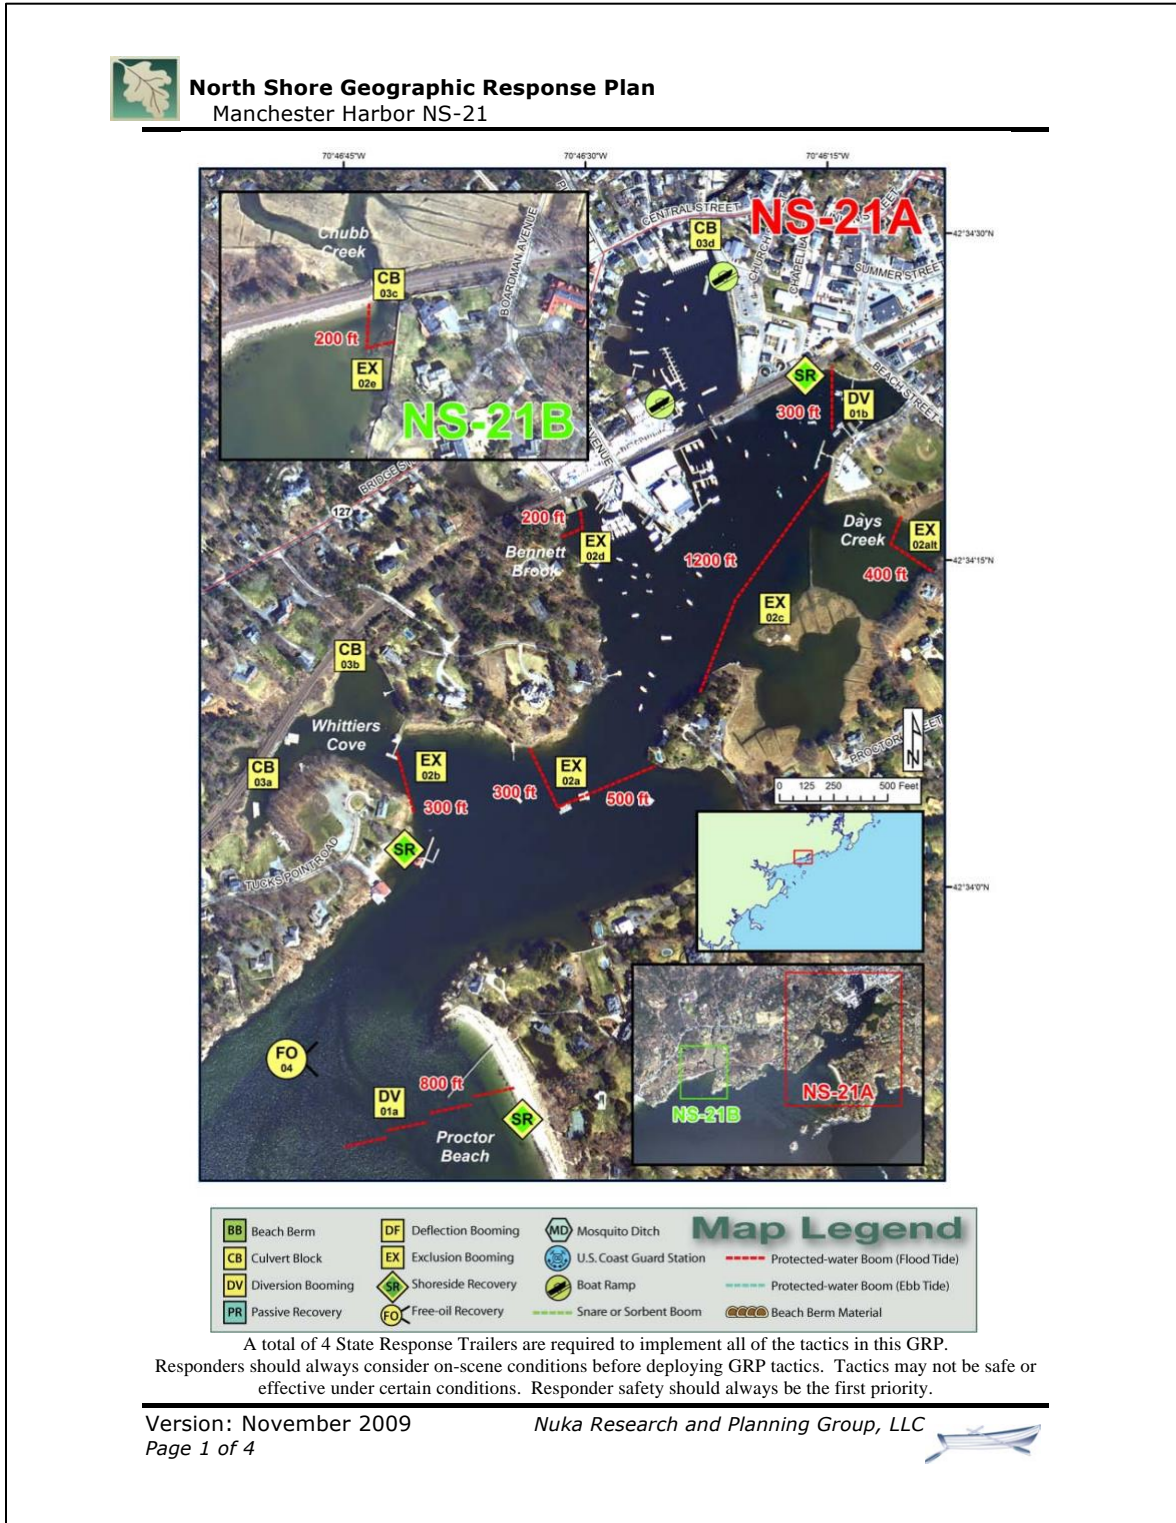 North Shore Geographic Response Plan
Manchester Harbor NS-21
70°46'45"W
70°46'30"W
70°46'15"W
NS-21A
CENTRAL STREET
CB
03d
CHURCH
SUMMER STREET
42°34'30"N
Chubb
Creek
CB
03c
BOARDMAN AVENUE
200 ft
EX
02e
NS-21B
SR
300 ft
DV
01b
BEACH STREET
AVENUE
BRIDGE ST
127
200 ft
EX
02d
Bennett
Brook
1200 ft
Days
Creek
EX
02alt
400 ft
42°34'15"N
EX
02c
CB
03b
Whittiers
Cove
CB
03a
EX
02b
300 ft
EX
02a
300 ft
500 ft
N
0 125 250 500 Feet
SR
TUCKS POINT ROAD
42°34'0"N
FO
04
800 ft
DV
01a
SR
Proctor
Beach
NS-21B
NS-21A
Map Legend
BB Beach Berm
CB Culvert Block
DV Diversion Booming
PR Passive Recovery
DF Deflection Booming
EX Exclusion Booming
SR Shoreside Recovery
FO Free-oil Recovery
MD Mosquito Ditch
U.S. Coast Guard Station
Boat Ramp
Snare or Sorbent Boom
Protected-water Boom (Flood Tide)
Protected-water Boom (Ebb Tide)
Beach Berm Material
A total of 4 State Response Trailers are required to implement all of the tactics in this GRP.
Responders should always consider on-scene conditions before deploying GRP tactics.  Tactics may not be safe or
effective under certain conditions.  Responder safety should always be the first priority.
Version: November 2009
Nuka Research and Planning Group, LLC
Page 1 of 4